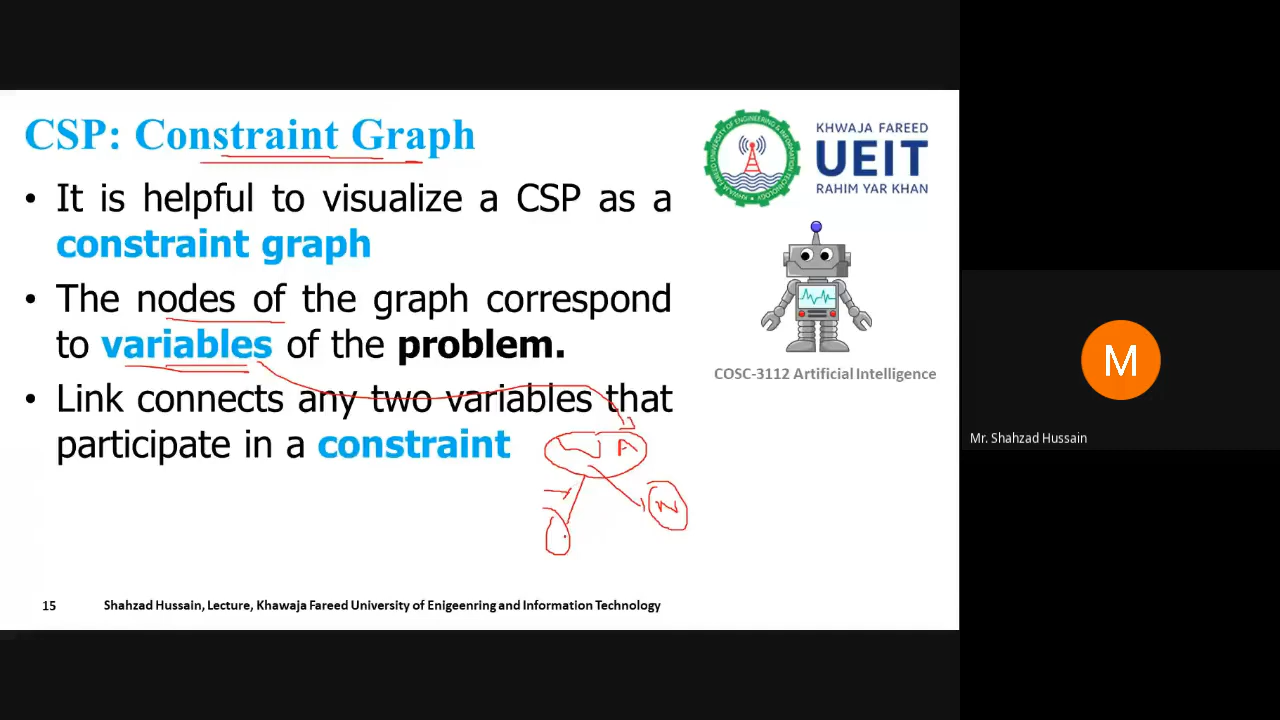 CSP: Constraint Graph
• It is helpful to visualize a CSP as a
constraint graph
• The nodes of the graph correspond
to variables of the problem.
• Link connects any two variables that
participate in a constraint
A
N
KHWAJA FAREED
UEIT
RAHIM YAR KHAN
COSC-3112 Artificial Intelligence
15
Shahzad Hussain, Lecture, Khawaja Fareed University of Enigeenring and Information Technology
M
Mr. Shahzad Hussain